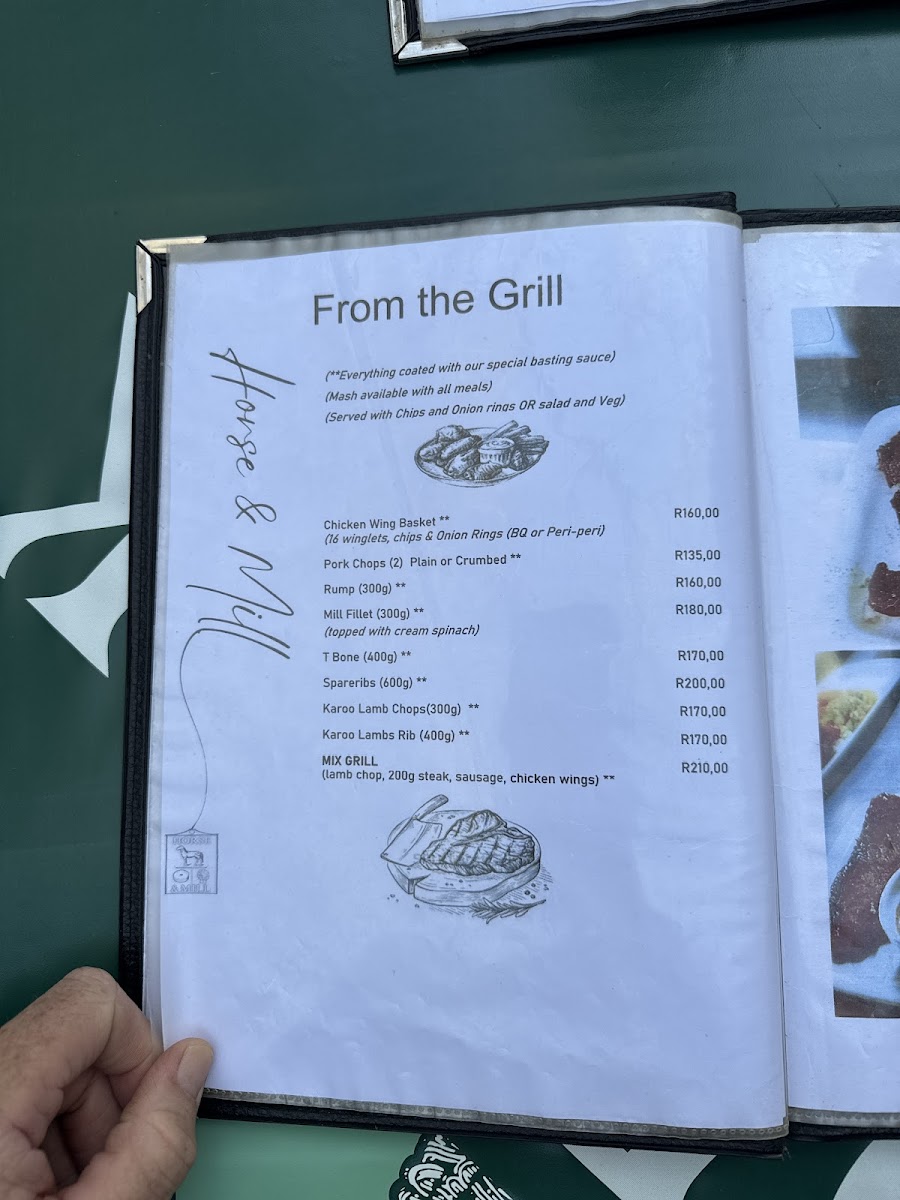 From the Grill
Horse & Mill
(**Everything coated with our special basting sauce)
(Mash available with all meals)
(Served with Chips and Onion rings OR salad and Veg)
Chicken Wing Basket ** R160,00
(16 winglets, chips & Onion Rings (BQ or Peri-peri)
Pork Chops (2) Plain or Crumbed ** R135,00
Rump (300g) ** R160,00
Mill Fillet (300g) ** R180,00
(topped with cream spinach)
T Bone (400g) ** R170,00
Spareribs (600g) ** R200,00
Karoo Lamb Chops(300g) ** R170,00
Karoo Lambs Rib (400g) ** R170,00
MIX GRILL R210,00
(lamb chop, 200g steak, sausage, chicken wings) **
HORSE
&MILL